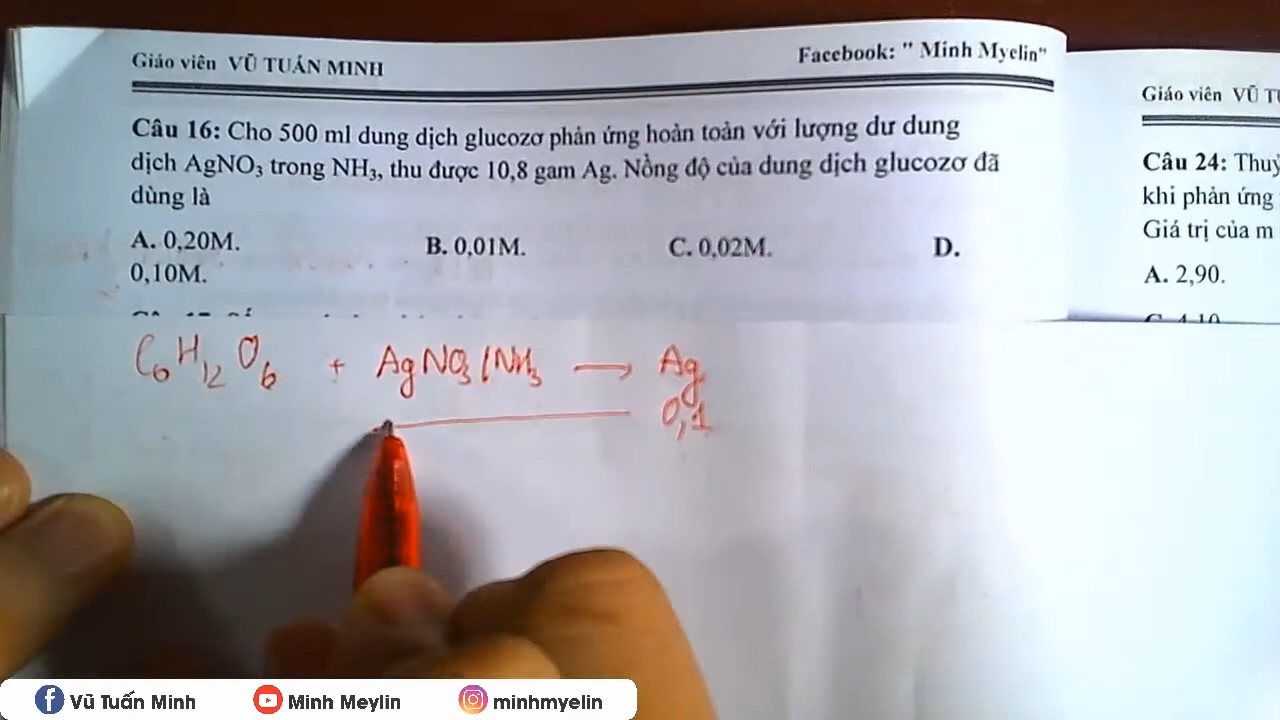 Giáo viên VŨ TUẤN MINH
Facebook: " Minh Myelin"
Câu 16: Cho 500 ml dung dịch glucozơ phản ứng hoàn toàn với lượng dư dung
dịch AgNO₃ trong NH₃, thu được 10,8 gam Ag. Nồng độ của dung dịch glucozơ đã
dùng là
A. 0,20M. B. 0,01M. C. 0,02M. D.
0,10M.
C₆H₁₂O₆ + AgNO₃/NH₃ → Ag
0,1
Giáo viên VŨ
Câu 24:
khi phản ứng
Giá trị của m
A. 2,90.
Vũ Tuấn Minh Minh Meylin minhmyelin